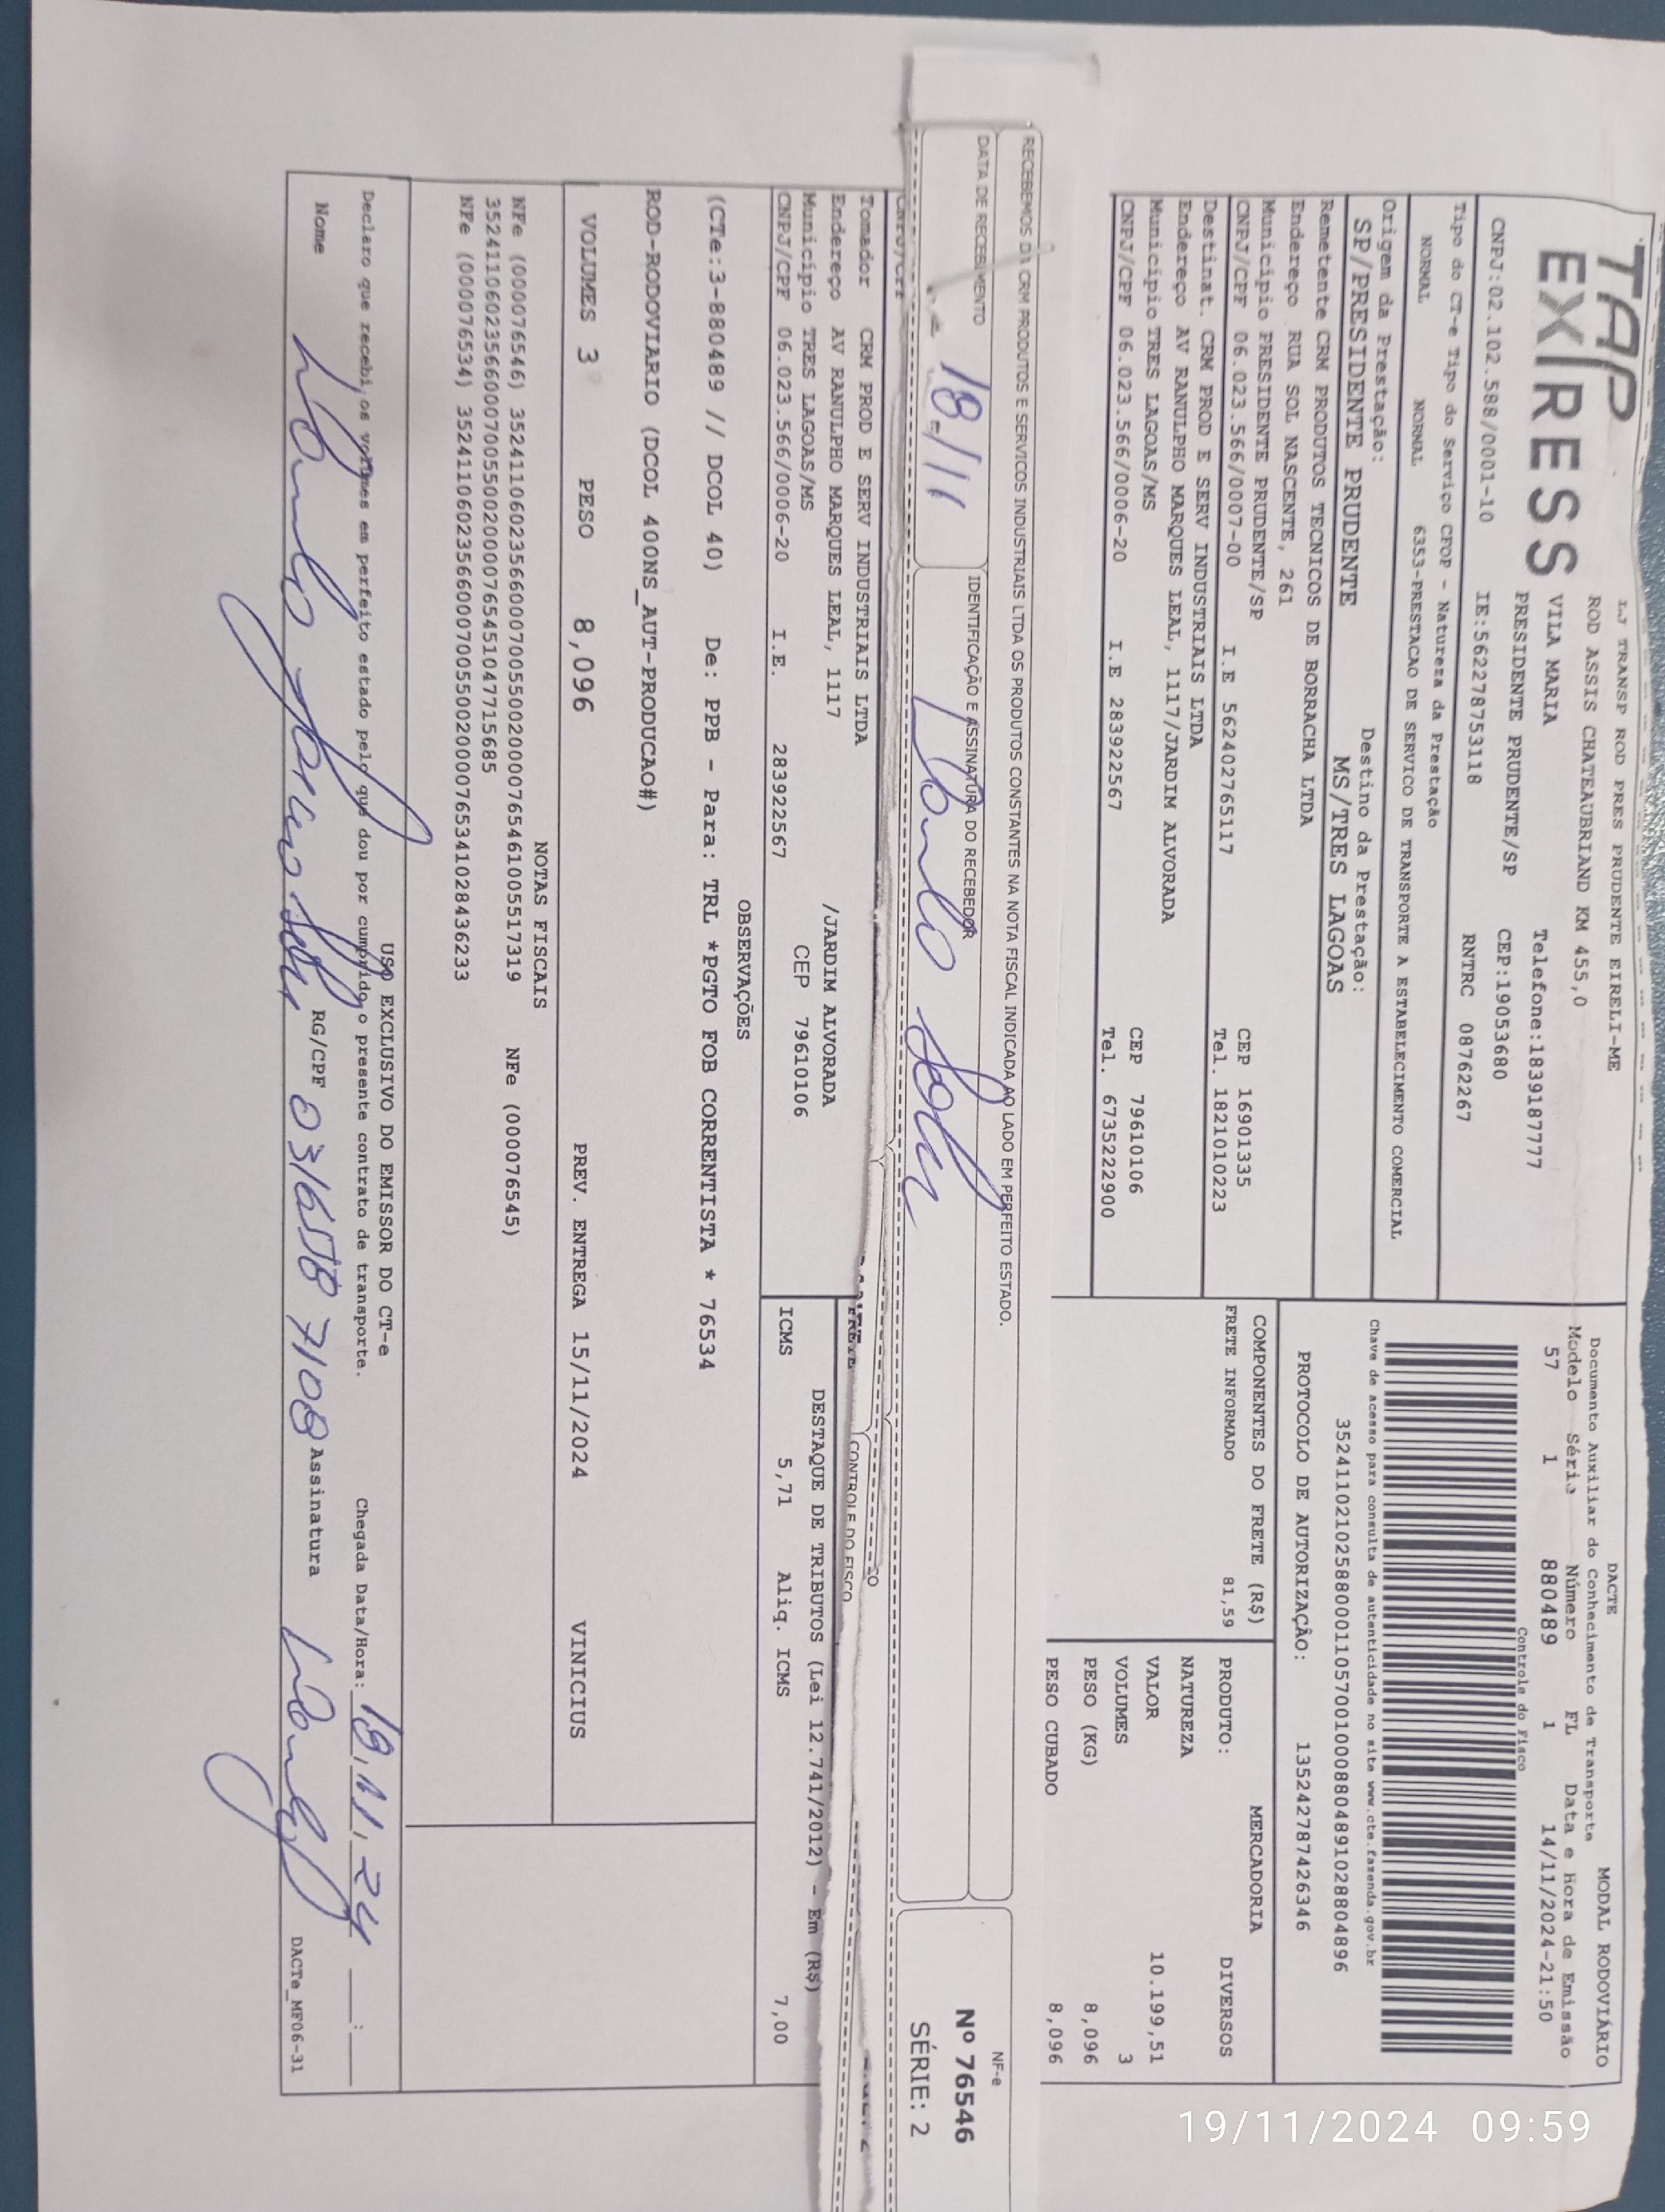 TAP
EX/RESS
LJ TRANSP ROD PRES PRUDENTE EIRELI-ME
ROD ASSIS CHATEAUBRIAND KM 455,0
VILA MARIA Telefone:1839187777
PRESIDENTE PRUDENTE/SP CEP:19053680
CNPJ:02.102.588/0001-10 IE:562278753118 RNTRC 08762267
Tipo do CT-e Tipo do Serviço CFOP - Natureza da Prestação
NORMAL NORMAL 6353-PRESTACAO DE SERVICO DE TRANSPORTE A ESTABELECIMENTO COMERCIAL
Origem da Prestação: Destino da Prestação:
SP/PRESIDENTE PRUDENTE MS/TRES LAGOAS
Remetente CRM PRODUTOS TECNICOS DE BORRACHA LTDA
Endereço RUA SOL NASCENTE, 261
Município PRESIDENTE PRUDENTE/SP CEP 16901335
CNPJ/CPF 06.023.566/0007-00 I.E 562402765117 Tel. 1821010223
Destinat. CRM PROD E SERV INDUSTRIAIS LTDA
Endereço AV RANULPHO MARQUES LEAL, 1117/JARDIM ALVORADA
Município TRES LAGOAS/MS CEP 79610106
CNPJ/CPF 06.023.566/0006-20 I.E 283922567 Tel. 6735222900
DACTE MODAL RODOVIÁRIO
Documento Auxiliar do Conhecimento de Transporte
Modelo Série Número FL Data e Hora de Emissão
57 1 880489 1 14/11/2024-21:50
Controle do Fisco
Chave de acesso para consulta de autenticidade no site www.cte.fazenda.gov.br
35241102102588000110570010008804891028804896
PROTOCOLO DE AUTORIZAÇÃO: 135242787426346
COMPONENTES DO FRETE (R$) MERCADORIA
FRETE INFORMADO 81,59
PRODUTO: DIVERSOS
NATUREZA
VALOR 10.199,51
VOLUMES 3
PESO (KG) 8,096
PESO CUBADO 8,096
RECEBEMOS DA CRM PRODUTOS E SERVICOS INDUSTRIAIS LTDA OS PRODUTOS CONSTANTES NA NOTA FISCAL INDICADA AO LADO EM PERFEITO ESTADO.
DATA DE RECEBIMENTO IDENTIFICAÇÃO E ASSINATURA DO RECEBEDOR
18/11
NF-e
Nº 76546
SÉRIE: 2
CONTROLE DO FISCO
Tomador CRM PROD E SERV INDUSTRIAIS LTDA
Endereço AV RANULPHO MARQUES LEAL, 1117 /JARDIM ALVORADA
Município TRES LAGOAS/MS CEP 79610106
CNPJ/CPF 06.023.566/0006-20 I.E. 283922567
DESTAQUE DE TRIBUTOS (Lei 12.741/2012) - Em (R$)
ICMS 5,71 Aliq. ICMS 7,00
OBSERVAÇÕES
(CTe:3-880489 // DCOL 40) De: PPB - Para: TRL *PGTO FOB CORRENTISTA * 76534
ROD-RODOVIARIO (DCOL 400NS_AUT-PRODUCAO#)
VOLUMES 3 PESO 8,096 PREV. ENTREGA 15/11/2024 VINICIUS
NOTAS FISCAIS
NFe (000076546) 35241106023566000700550020000765461005517319 NFe (000076545)
35241106023566000700550020000765451047715685
NFe (000076534) 35241106023566000700550020000765341028436233
USO EXCLUSIVO DO EMISSOR DO CT-e
Declaro que recebi os volumes em perfeito estado pelo que dou por cumprido o presente contrato de transporte. Chegada Data/Hora: 18/11/24 __:__
Nome RG/CPF Assinatura
DACTe_MF06-31
19/11/2024 09:59